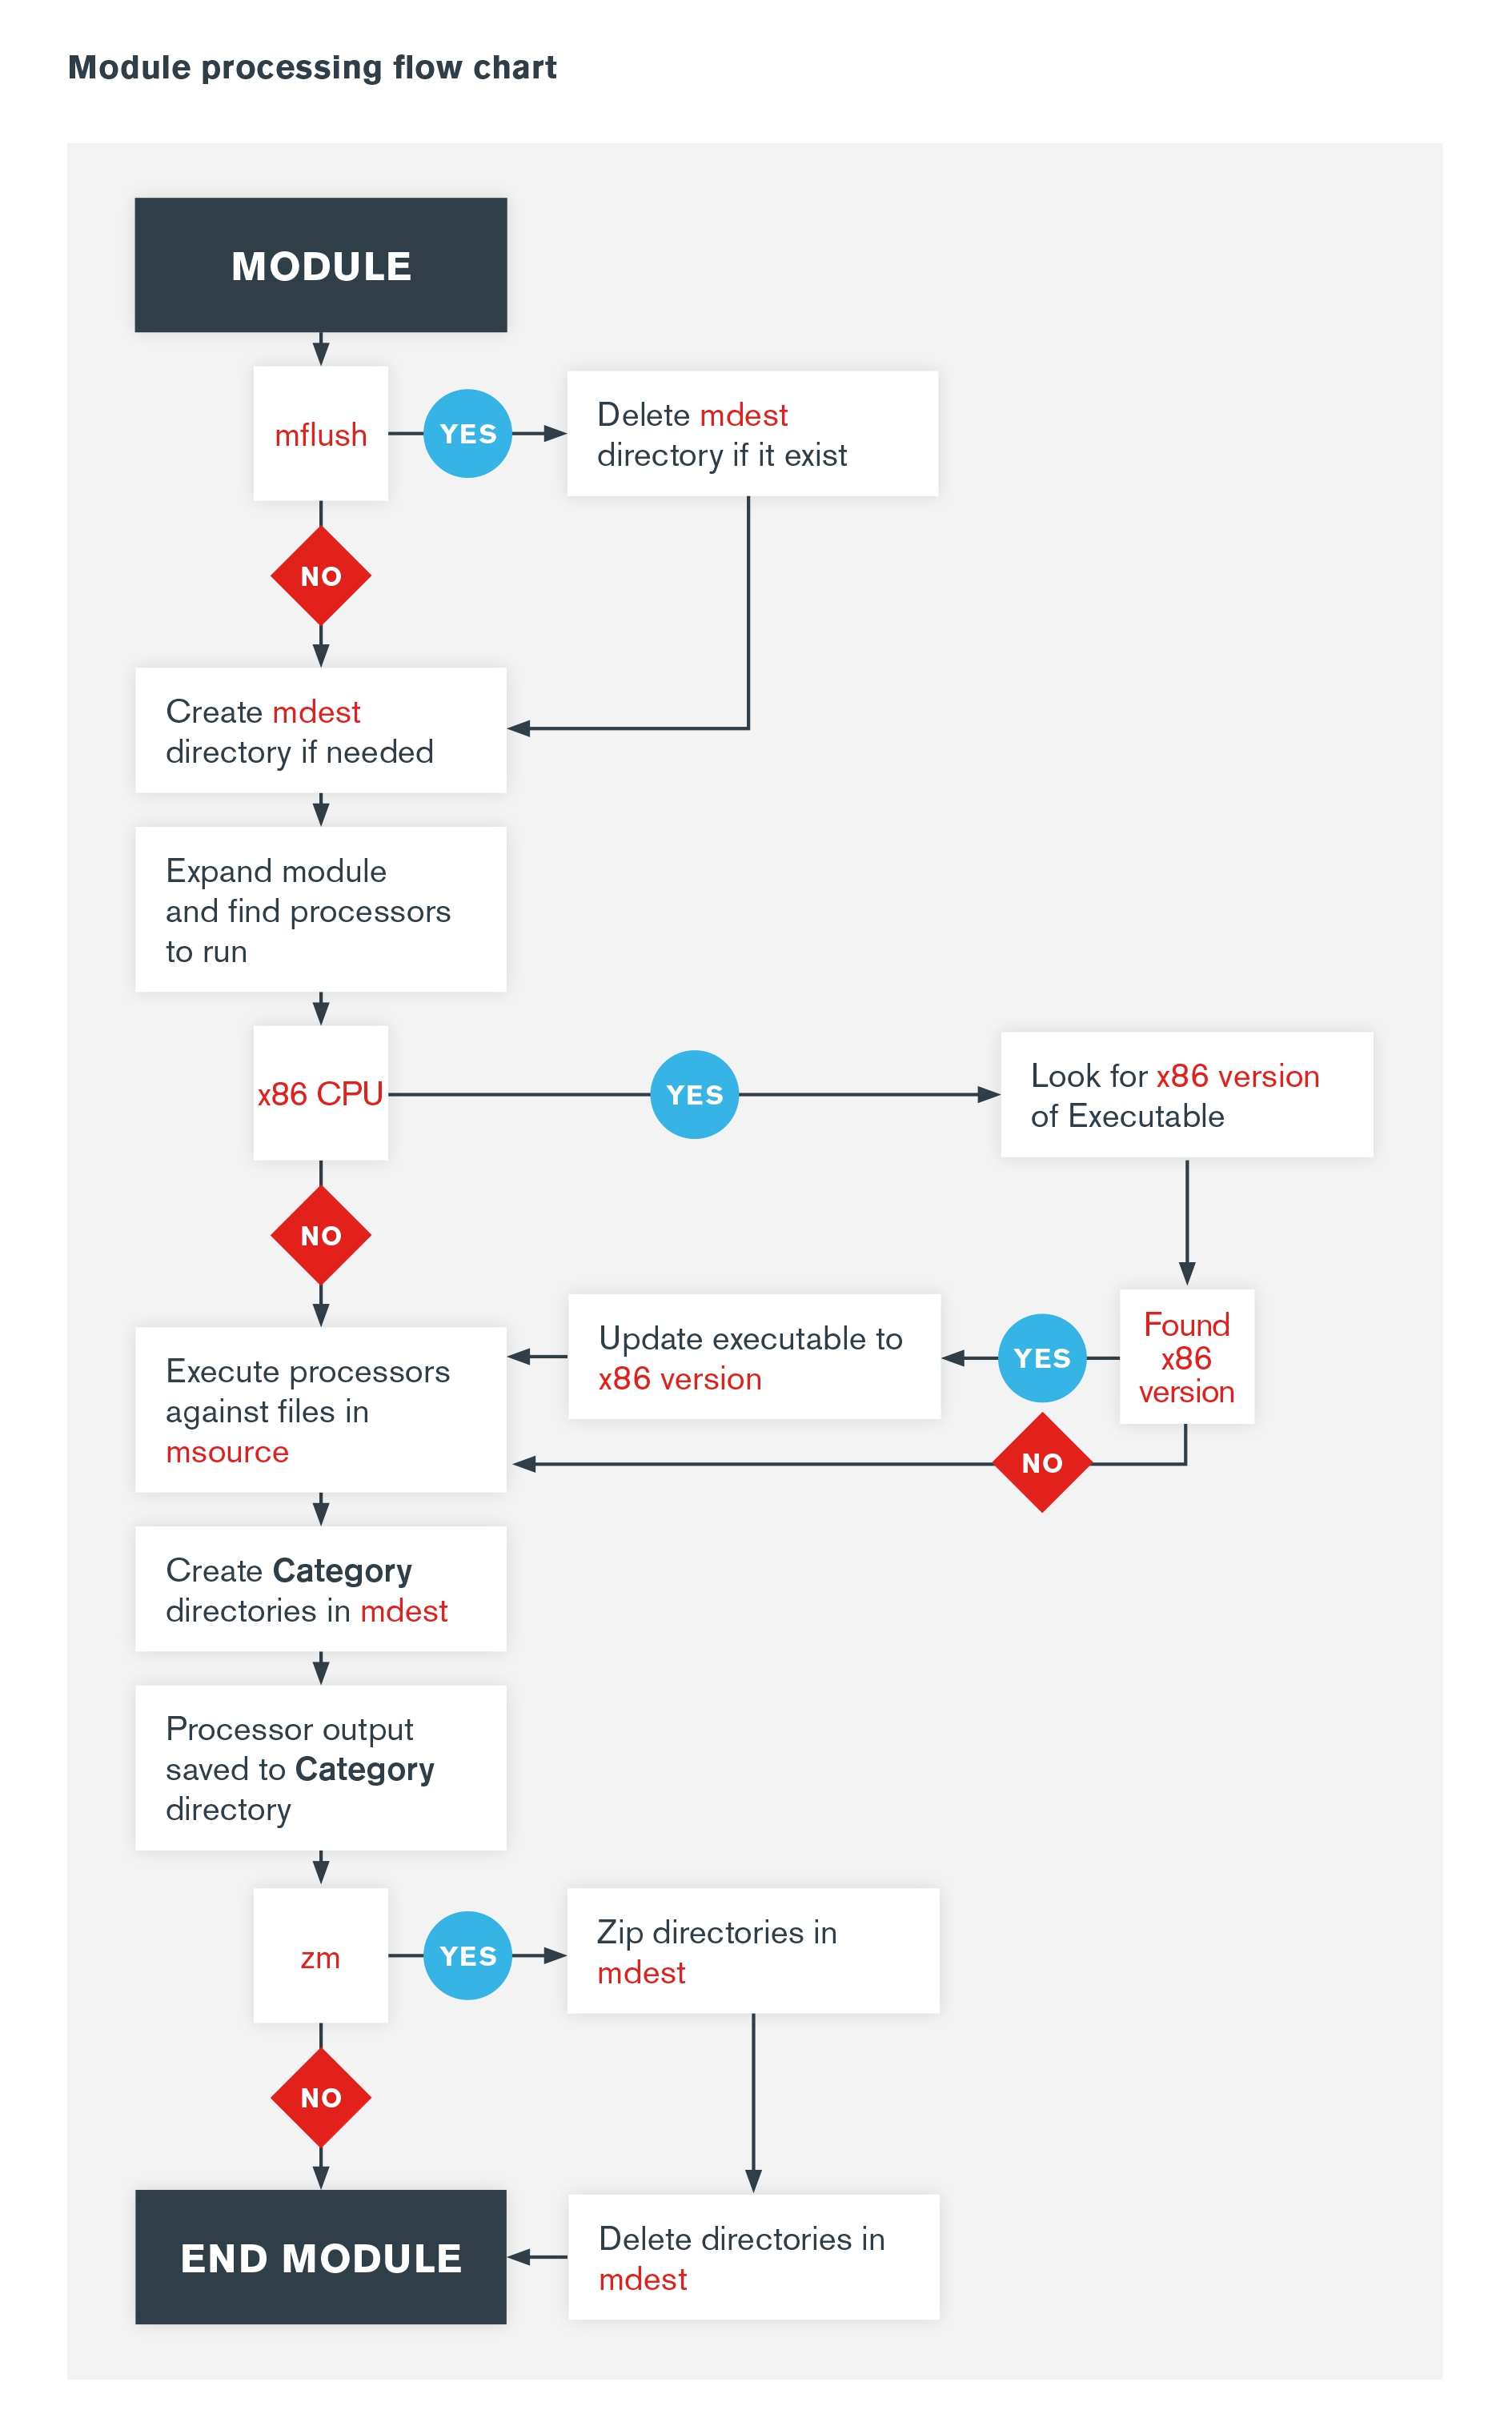 Module processing flow chart
MODULE
mflush
YES
Delete mdest
directory if it exist
NO
Create mdest
directory if needed
Expand module
and find processors
to run
x86 CPU
YES
Look for x86 version
of Executable
NO
Found
x86
version
YES
Update executable to
x86 version
NO
Execute processors
against files in
msource
Create Category
directories in mdest
Processor output
saved to Category
directory
zm
YES
Zip directories in
mdest
NO
Delete directories in
mdest
END MODULE